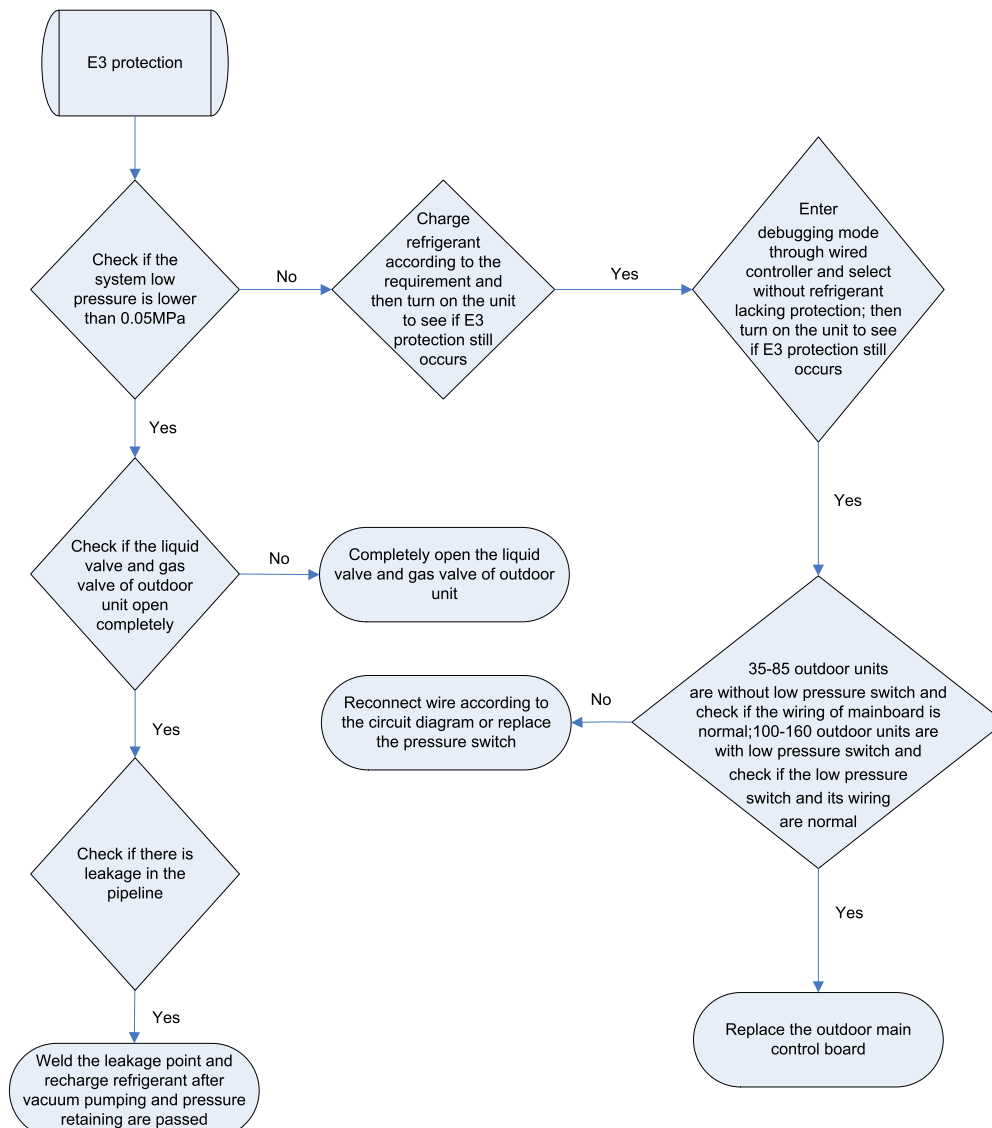 E3 protection
Check if the
system low
pressure is lower
than 0.05MPa
No
Charge
refrigerant
according to the
requirement and
then turn on the unit
to see if E3
protection still
occurs
Yes
Enter
debugging mode
through wired
controller and select
without refrigerant
lacking protection; then
turn on the unit to see
if E3 protection still
occurs
Yes
Check if the liquid
valve and gas
valve of outdoor
unit open
completely
No
Completely open the liquid
valve and gas valve of outdoor
unit
Yes
35-85 outdoor units
are without low pressure switch and
check if the wiring of mainboard is
normal;100-160 outdoor units are
with low pressure switch and
check if the low pressure
switch and its wiring
are normal
No
Reconnect wire according to
the circuit diagram or replace
the pressure switch
Yes
Check if there is
leakage in the
pipeline
Yes
Replace the outdoor main
control board
Yes
Weld the leakage point and
recharge refrigerant after
vacuum pumping and pressure
retaining are passed